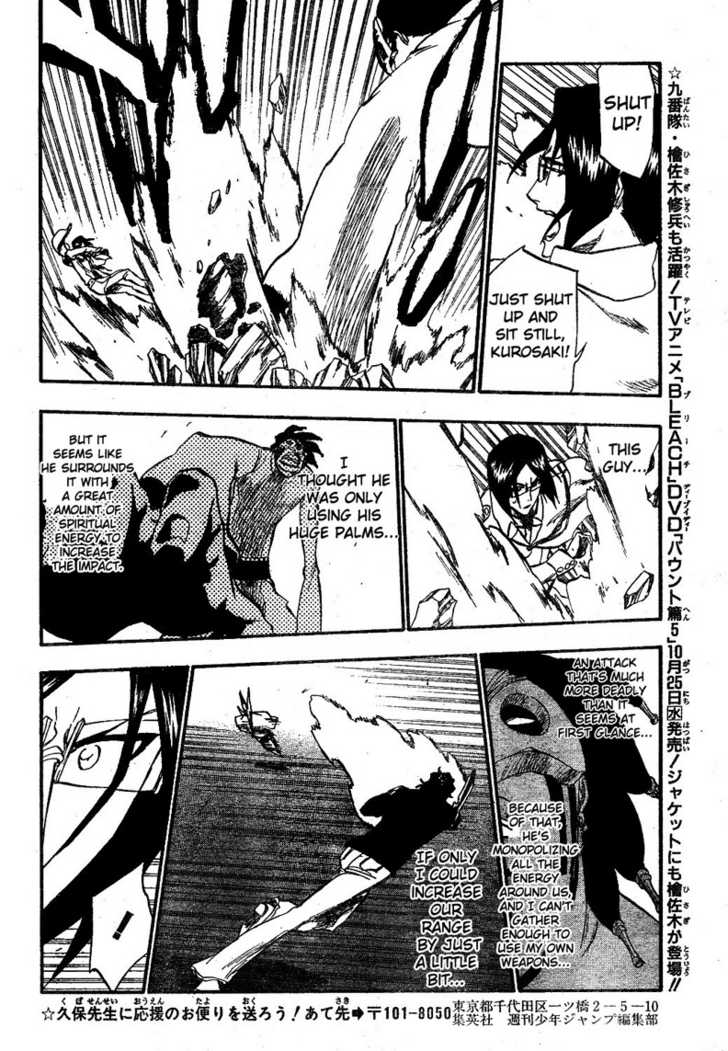 SHUT
UP!
JUST SHUT
UP AND
SIT STILL,
KUROSAKI!
THIS
GUY...
I
THOUGHT HE
WAS ONLY
USING HIS
HUGE PALMS...
BUT IT
SEEMS LIKE
HE SURROUNDS
IT WITH
A GREAT
AMOUNT OF
SPIRITUAL
ENERGY TO
INCREASE
THE IMPACT.
AN ATTACK
THAT'S MUCH
MORE DEADLY
THAN IT
SEEMS AT
FIRST GLANCE...
BECAUSE
OF THAT,
HE'S
MONOPOLIZING
ALL THE
ENERGY
AROUND US,
AND I CAN'T
GATHER
ENOUGH TO
USE MY OWN
WEAPONS...
IF ONLY
I COULD
INCREASE
OUR
RANGE
BY JUST
A LITTLE
BIT...
!
☆九番隊・檜佐木修兵も活躍!TVアニメ「BLEACH」DVD「バウント篇5」10月25日水発売!ジャケットにも檜佐木が登場!!
☆久保先生に応援のお便りを送ろう!あて先➡〒101-8050
東京都千代田区一ツ橋2-5-10
集英社 週刊少年ジャンプ編集部